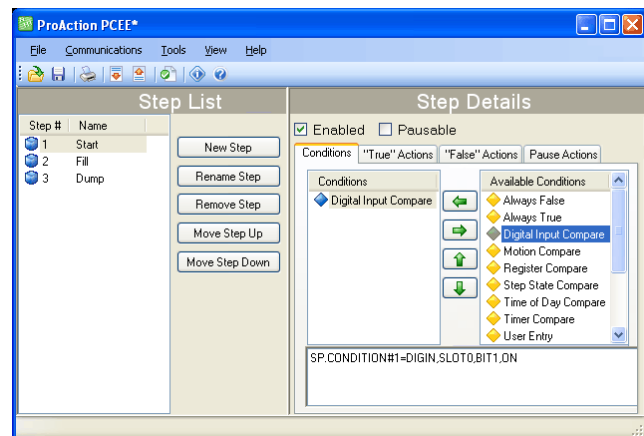 ProAction PCEE*
File Communications Tools View Help
Step List
Step # Name
1 Start
2 Fill
3 Dump
New Step
Rename Step
Remove Step
Move Step Up
Move Step Down
Step Details
Enabled Pausable
Conditions "True" Actions "False" Actions Pause Actions
Conditions
Digital Input Compare
Available Conditions
Always False
Always True
Digital Input Compare
Motion Compare
Register Compare
Step State Compare
Time of Day Compare
Timer Compare
User Entry
SP.CONDITION#1=DIGIN,SLOT0,BIT1,ON